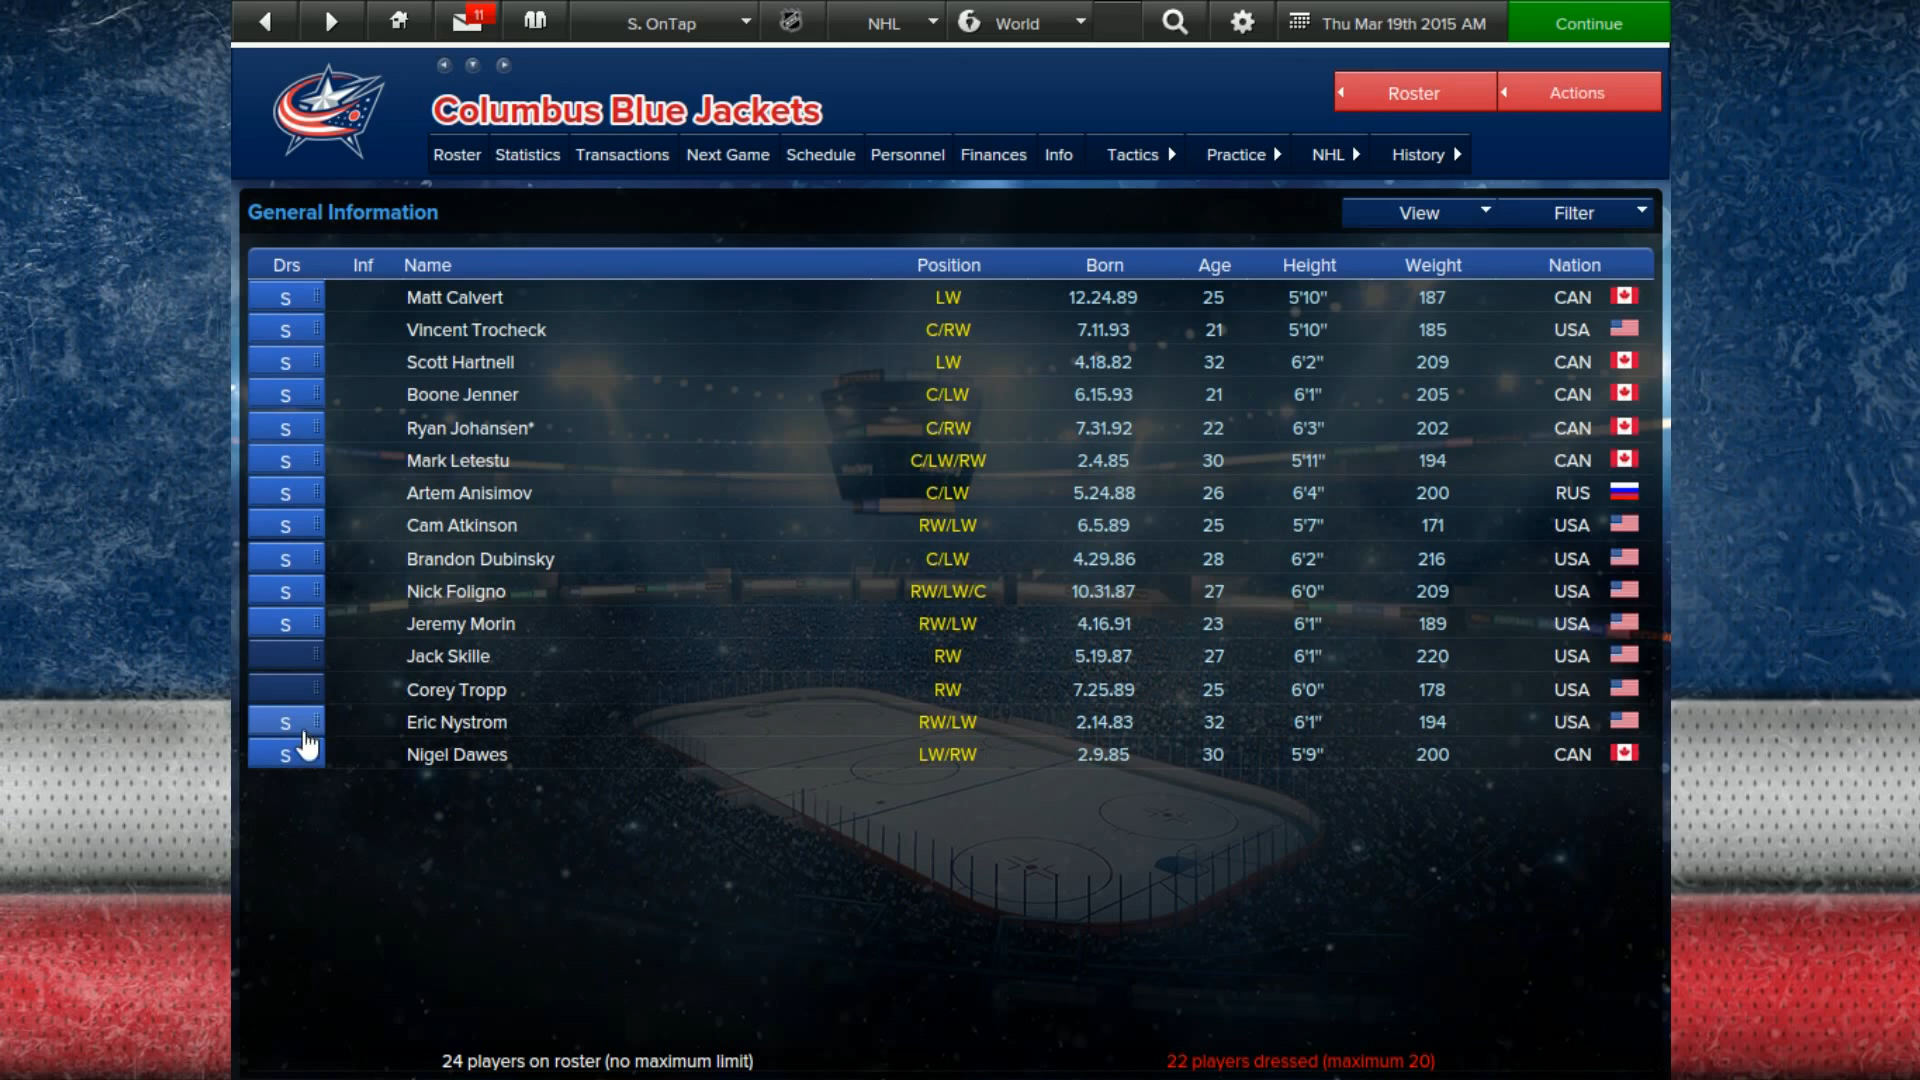 11 S. OnTap NHL World Thu Mar 19th 2015 AM Continue
Columbus Blue Jackets
Roster Actions
Roster Statistics Transactions Next Game Schedule Personnel Finances Info Tactics Practice NHL History
General Information View Filter
Drs Inf Name Position Born Age Height Weight Nation
S Matt Calvert LW 12.24.89 25 5'10" 187 CAN
S Vincent Trocheck C/RW 7.11.93 21 5'10" 185 USA
S Scott Hartnell LW 4.18.82 32 6'2" 209 CAN
S Boone Jenner C/LW 6.15.93 21 6'1" 205 CAN
S Ryan Johansen* C/RW 7.31.92 22 6'3" 202 CAN
S Mark Letestu C/LW/RW 2.4.85 30 5'11" 194 CAN
S Artem Anisimov C/LW 5.24.88 26 6'4" 200 RUS
S Cam Atkinson RW/LW 6.5.89 25 5'7" 171 USA
S Brandon Dubinsky C/LW 4.29.86 28 6'2" 216 USA
S Nick Foligno RW/LW/C 10.31.87 27 6'0" 209 USA
S Jeremy Morin RW/LW 4.16.91 23 6'1" 189 USA
Jack Skille RW 5.19.87 27 6'1" 220 USA
Corey Tropp RW 7.25.89 25 6'0" 178 USA
S Eric Nystrom RW/LW 2.14.83 32 6'1" 194 USA
S Nigel Dawes LW/RW 2.9.85 30 5'9" 200 CAN
24 players on roster (no maximum limit) 22 players dressed (maximum 20)